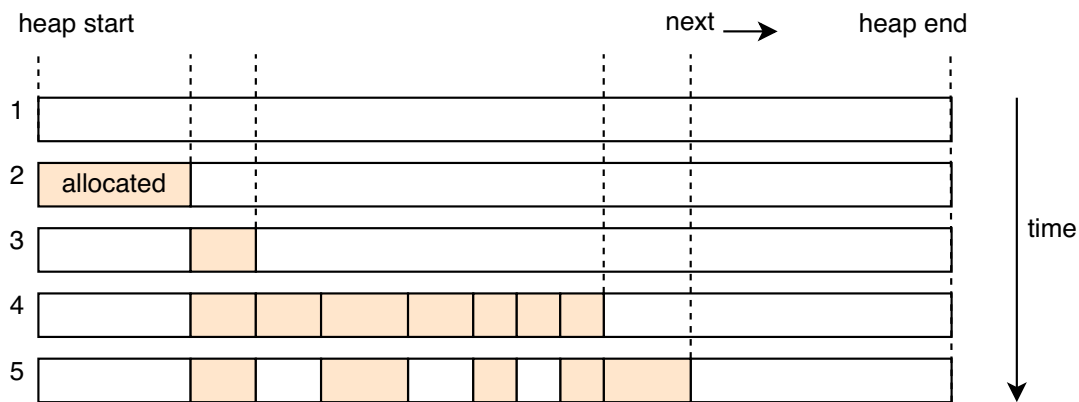 heap start
next
heap end
1
2
allocated
3
time
4
5